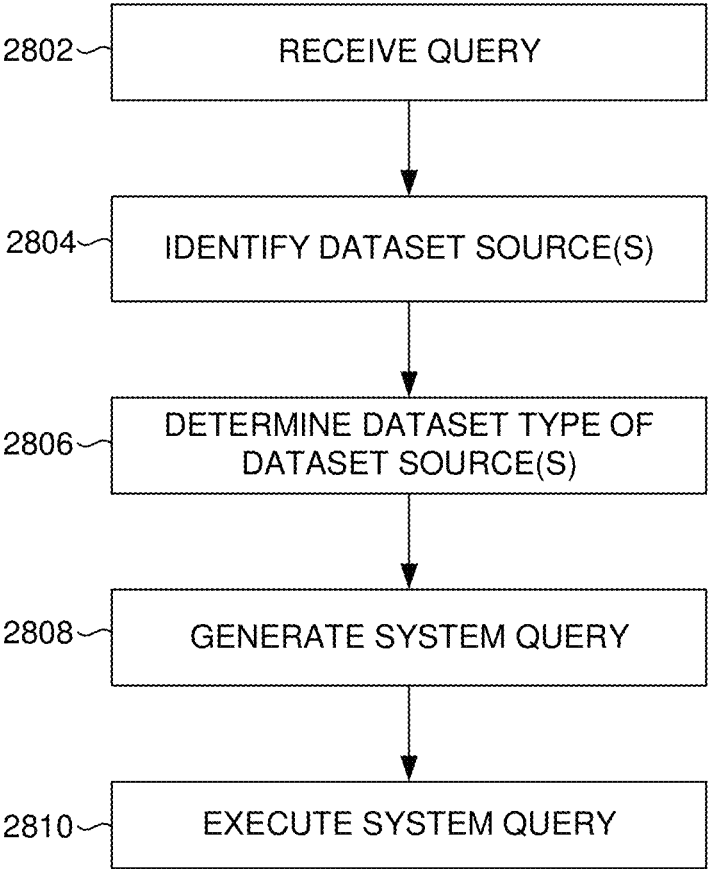 2802 RECEIVE QUERY
2804 IDENTIFY DATASET SOURCE(S)
2806 DETERMINE DATASET TYPE OF
DATASET SOURCE(S)
2808 GENERATE SYSTEM QUERY
2810 EXECUTE SYSTEM QUERY